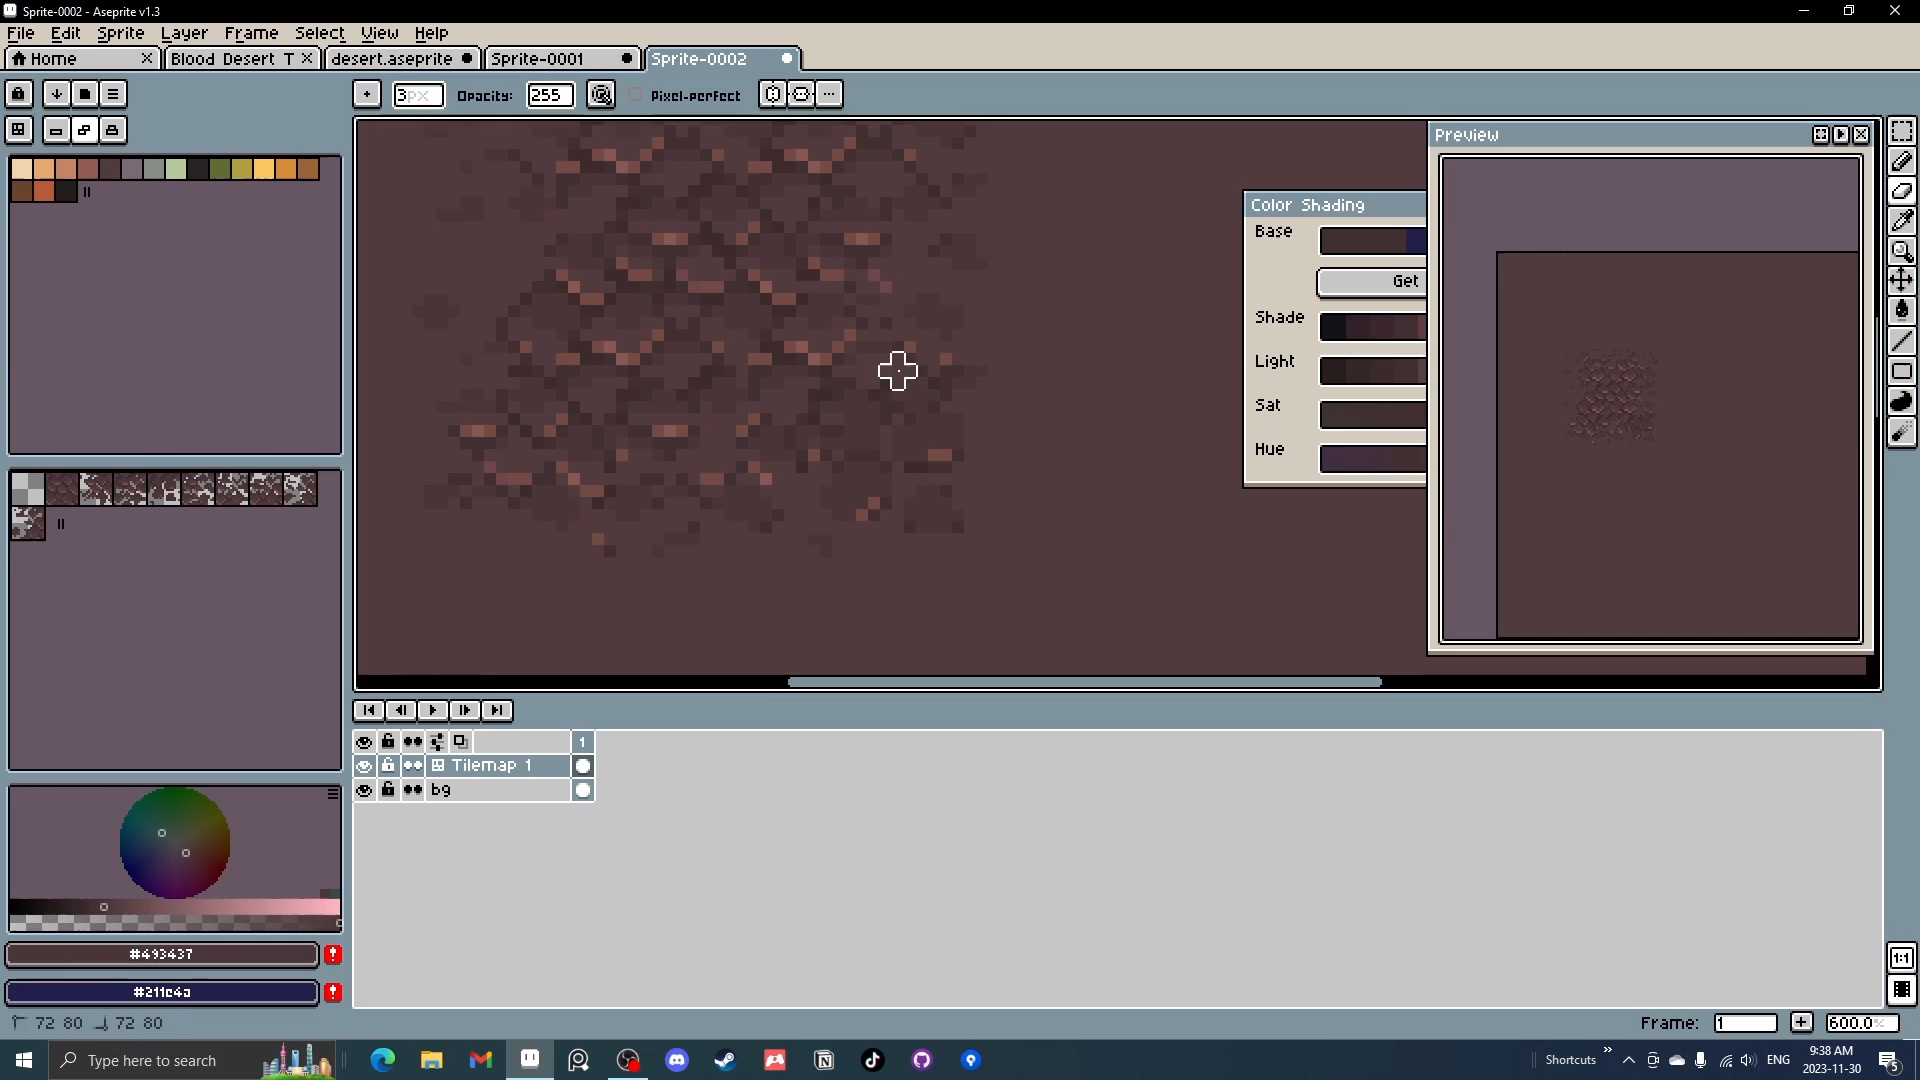 Sprite-0002 - Aseprite v1.3
File Edit Sprite Layer Frame Select View Help
Home Blood Desert T desert.aseprite Sprite-0001 Sprite-0002
3px Opacity: 255 Pixel-perfect
Preview
Color Shading
Base
Get
Shade
Light
Sat
Hue
1
Tilemap 1
bg
#493437
#211c4a
72 80 72 80
Frame: 1 600.0%
1:1
Type here to search
Shortcuts
ENG
9:38 AM
2023-11-30
5